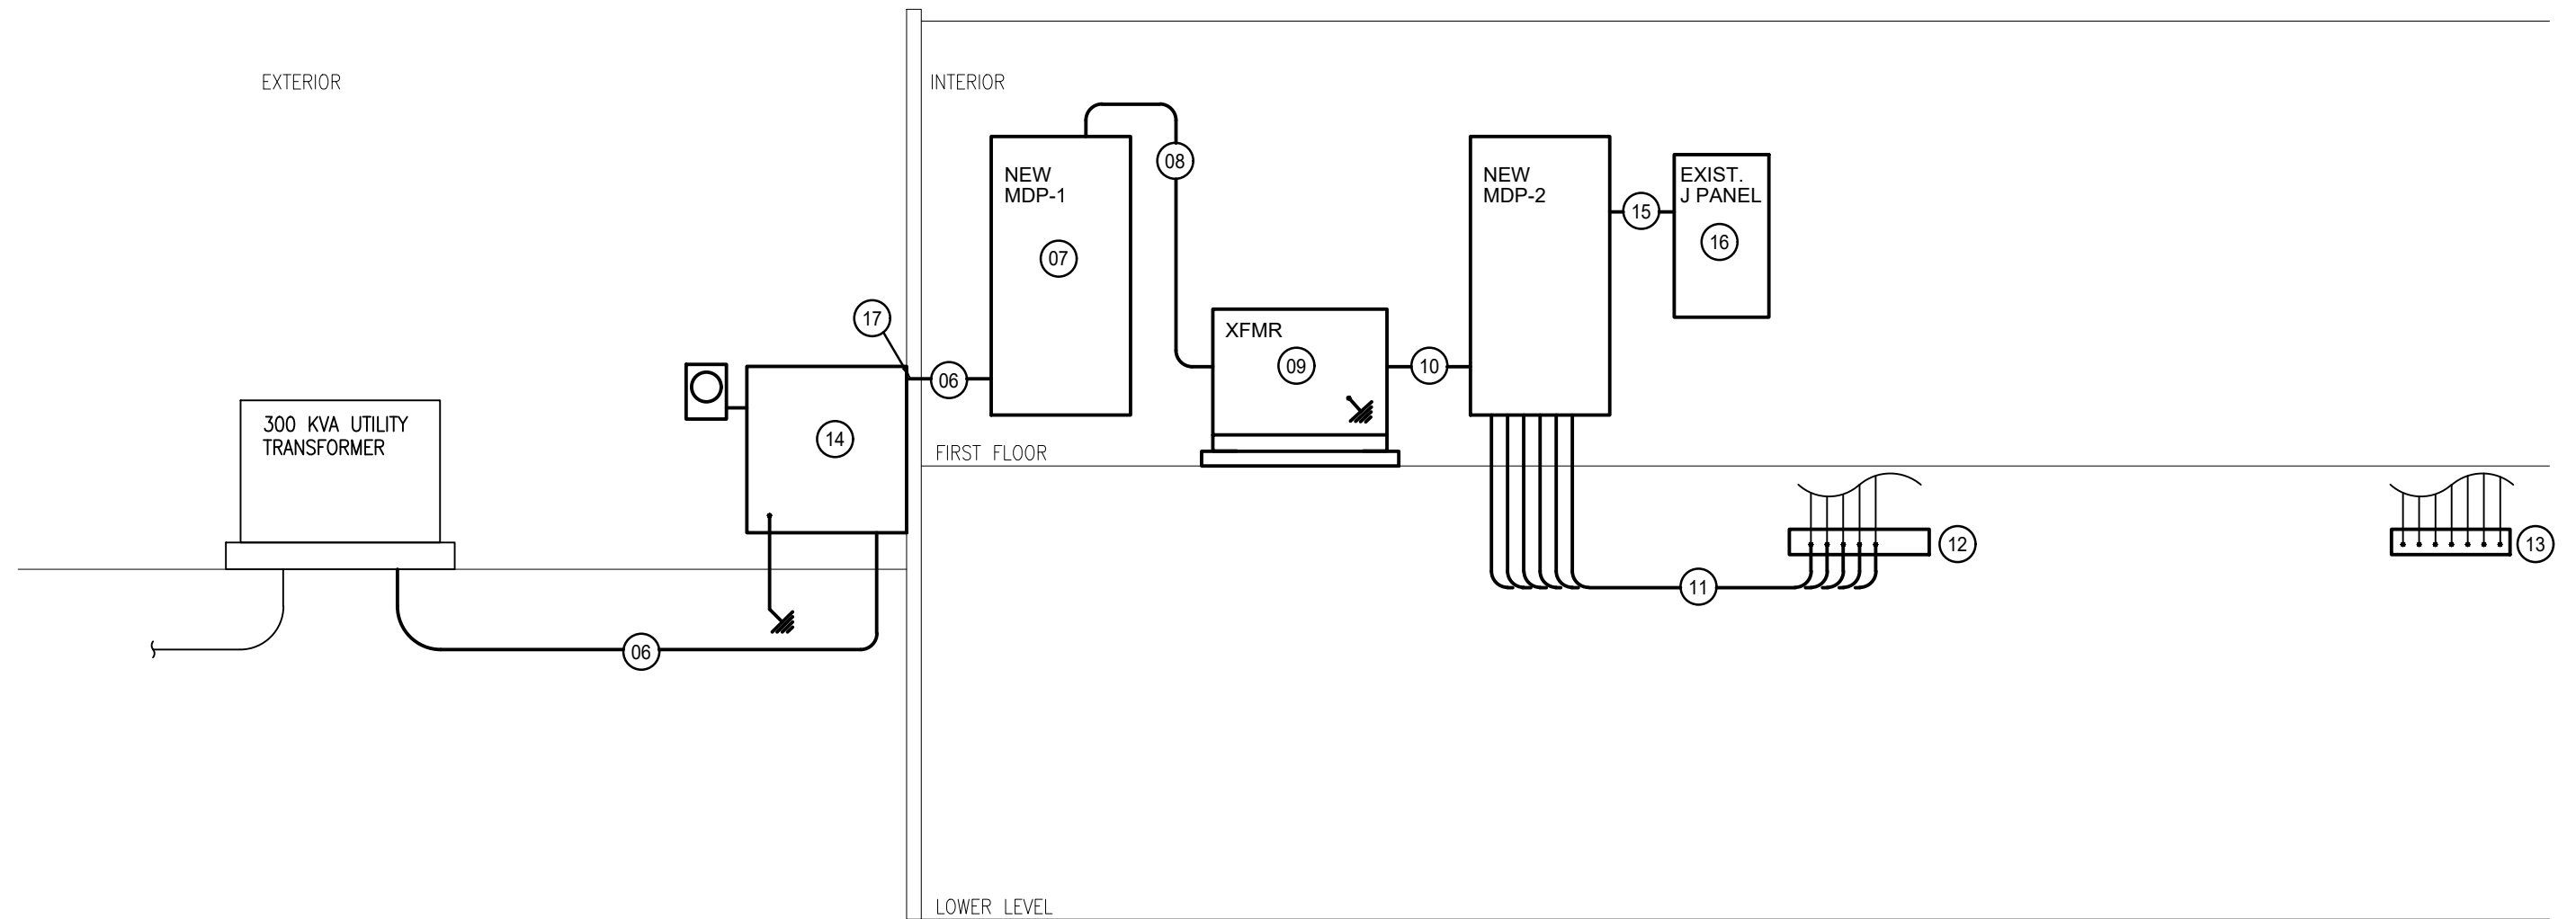 EXTERIOR
INTERIOR
NEW
MDP-1
07
08
NEW
MDP-2
15
EXIST.
J PANEL
16
17
06
XFMR
09
10
300 KVA UTILITY
TRANSFORMER
14
FIRST FLOOR
12
13
11
06
LOWER LEVEL